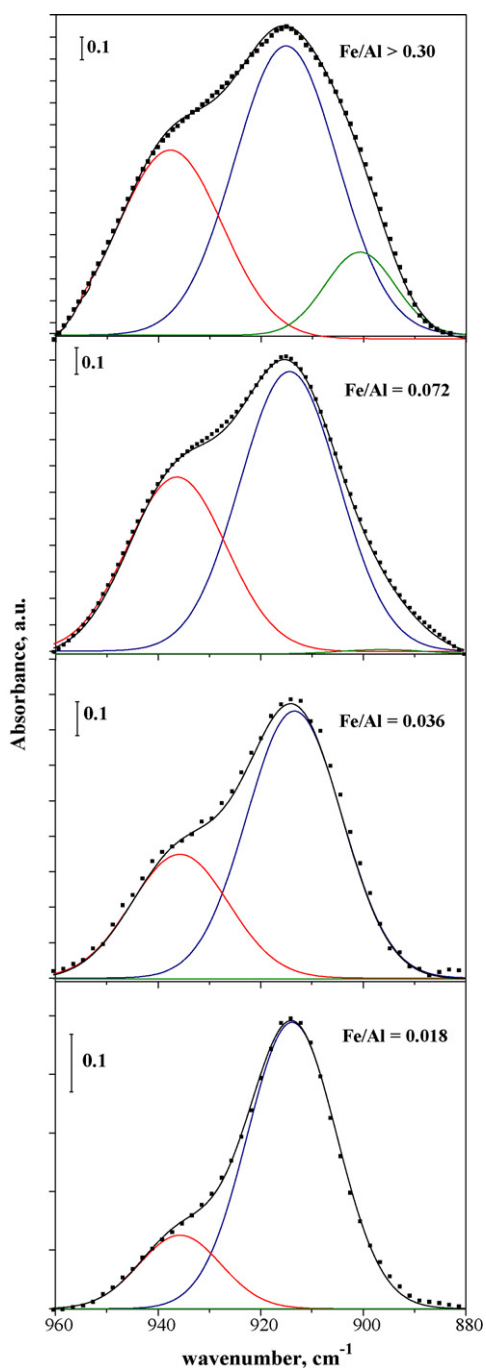 0.1
Fe/Al > 0.30
0.1
Fe/Al = 0.072
0.1
Fe/Al = 0.036
0.1
Fe/Al = 0.018
Absorbance, a.u.
960 940 920 900 880
wavenumber, cm⁻¹